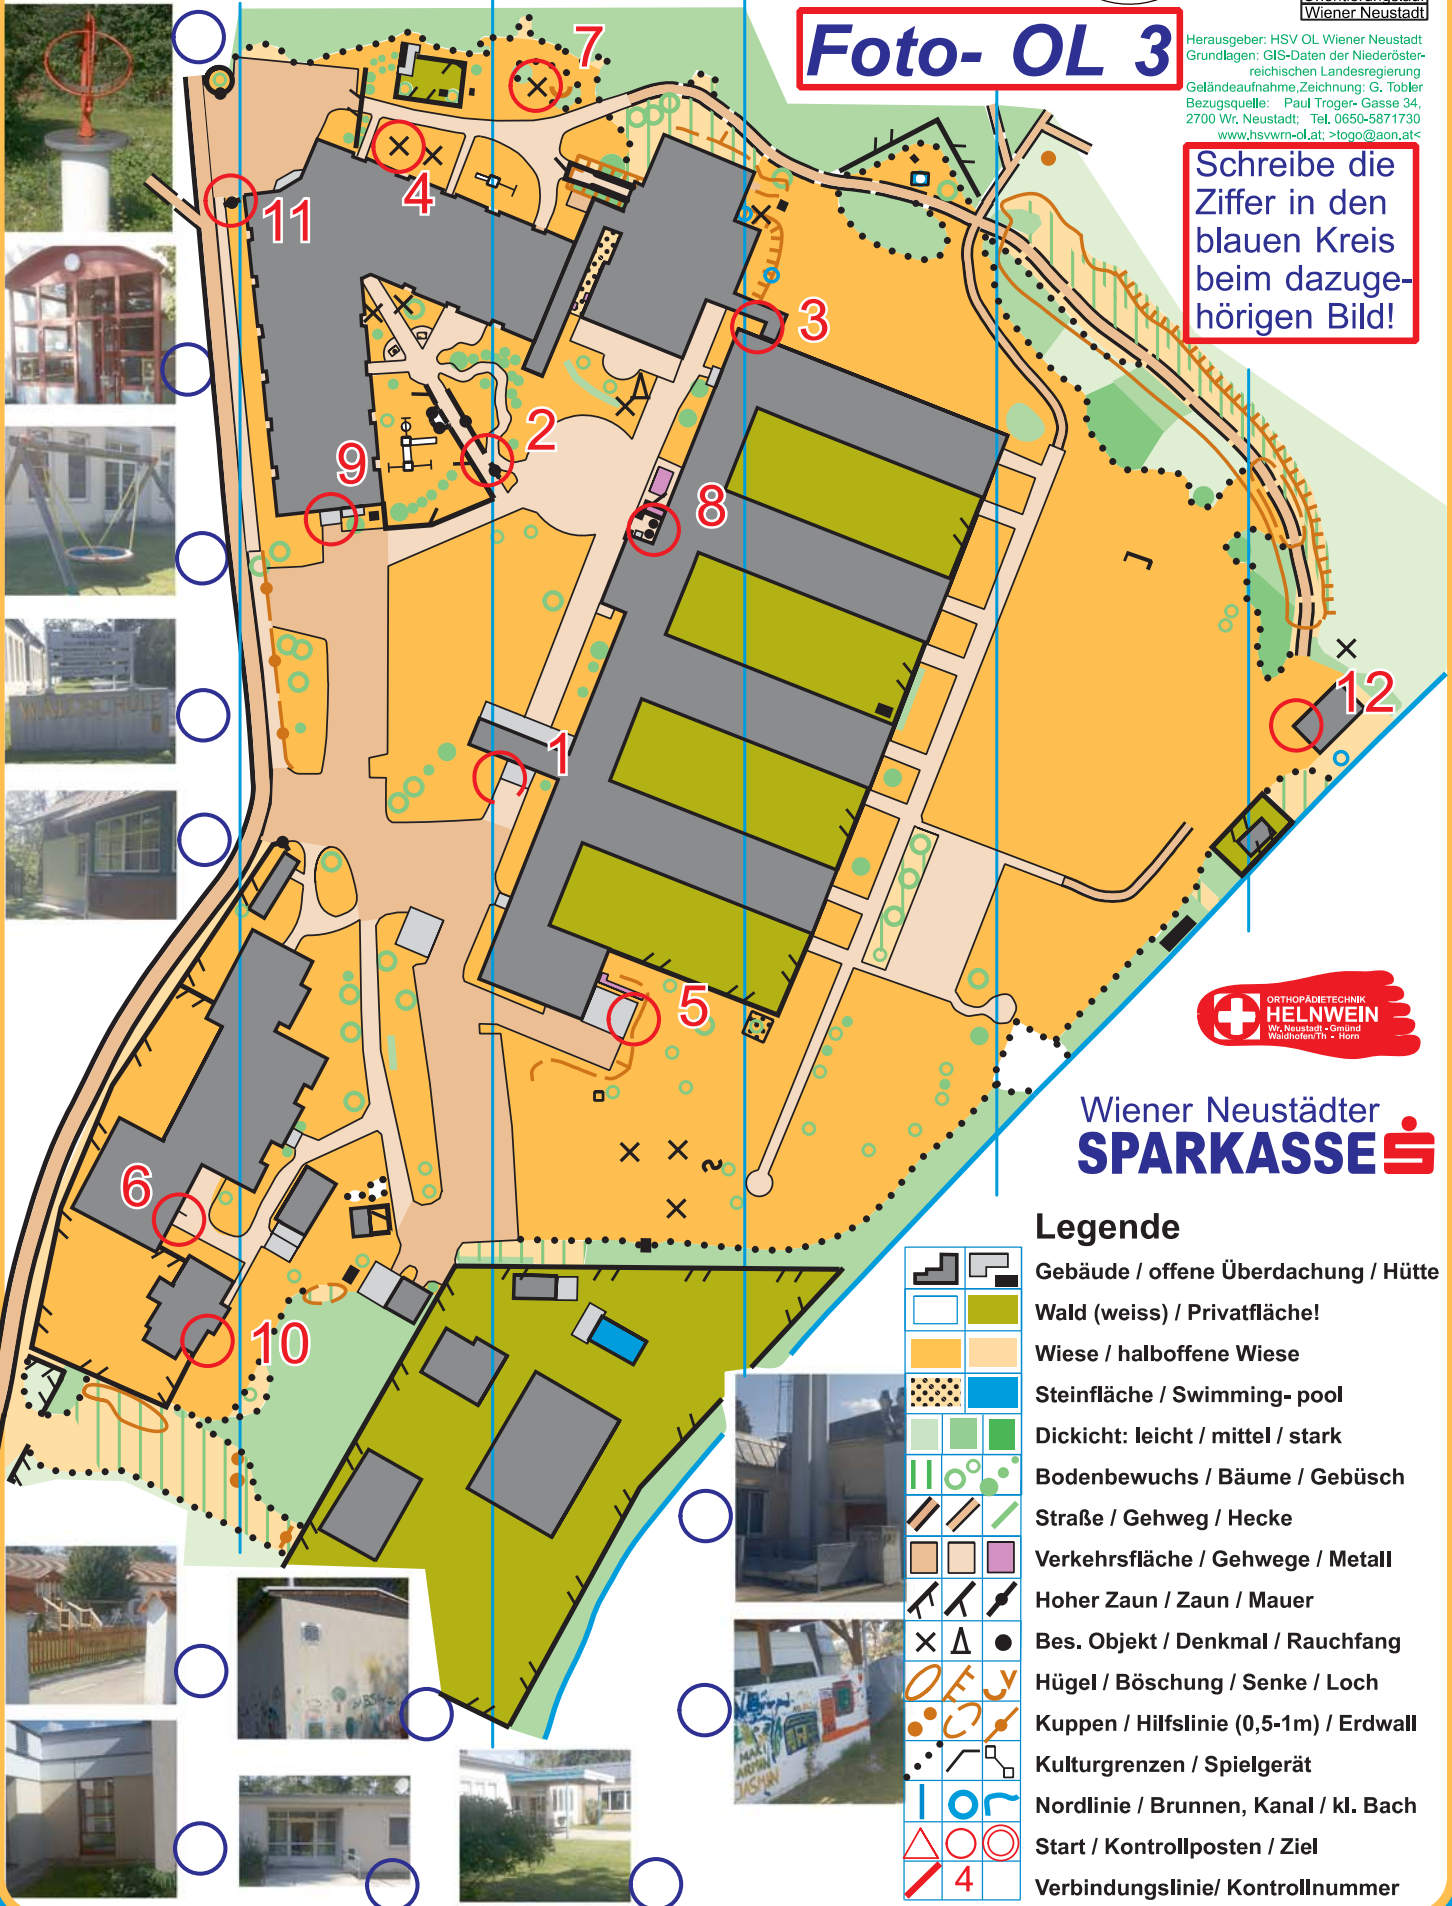 Wiener Neustadt
Foto- OL 3
Herausgeber: HSV OL Wiener Neustadt
Grundlagen: GIS-Daten der Niederöster-
reichischen Landesregierung
Geländeaufnahme,Zeichnung: G. Tobler
Bezugsquelle: Paul Troger- Gasse 34,
2700 Wr. Neustadt; Tel. 0650-5871730
www.hsvwrn-ol.at; >togo@aon.at<
Schreibe die
Ziffer in den
blauen Kreis
beim dazuge-
hörigen Bild!
7
4
11
3
2
9
8
WALDSCHULE
12
1
5
6
10
ORTHOPÄDIETECHNIK
HELNWEIN
Wr. Neustadt - Gmünd
Waidhofen/Th - Horn
Wiener Neustädter
SPARKASSE
Legende
Gebäude / offene Überdachung / Hütte
Wald (weiss) / Privatfläche!
Wiese / halboffene Wiese
Steinfläche / Swimming- pool
Dickicht: leicht / mittel / stark
Bodenbewuchs / Bäume / Gebüsch
Straße / Gehweg / Hecke
Verkehrsfläche / Gehwege / Metall
Hoher Zaun / Zaun / Mauer
Bes. Objekt / Denkmal / Rauchfang
Hügel / Böschung / Senke / Loch
Kuppen / Hilfslinie (0,5-1m) / Erdwall
Kulturgrenzen / Spielgerät
Nordlinie / Brunnen, Kanal / kl. Bach
Start / Kontrollposten / Ziel
4
Verbindungslinie/ Kontrollnummer